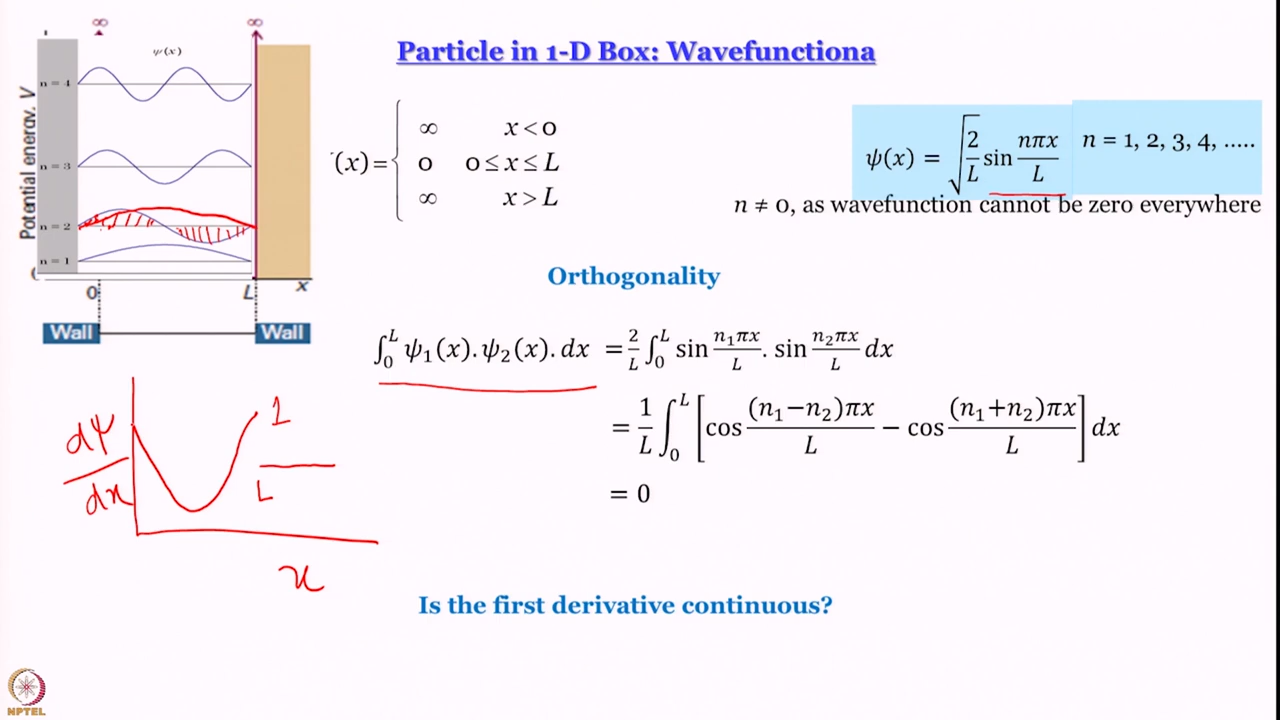 Particle in 1-D Box: Wavefunctiona
∞ ∞
ψ(x)
n = 4
n = 3
n = 2
n = 1
Potential energy, V
0 L x
Wall Wall
(x) = { ∞ x < 0
0 0 ≤ x ≤ L
∞ x > L
ψ(x) = √(2/L) sin nπx/L n = 1, 2, 3, 4, .....
n ≠ 0, as wavefunction cannot be zero everywhere
Orthogonality
∫₀ᴸ ψ₁(x). ψ₂(x). dx = 2/L ∫₀ᴸ sin n₁πx/L . sin n₂πx/L dx
= 1/L ∫₀ᴸ [cos (n₁−n₂)πx/L − cos (n₁+n₂)πx/L] dx
= 0
dψ/dx
1
L
x
Is the first derivative continuous?
NPTEL